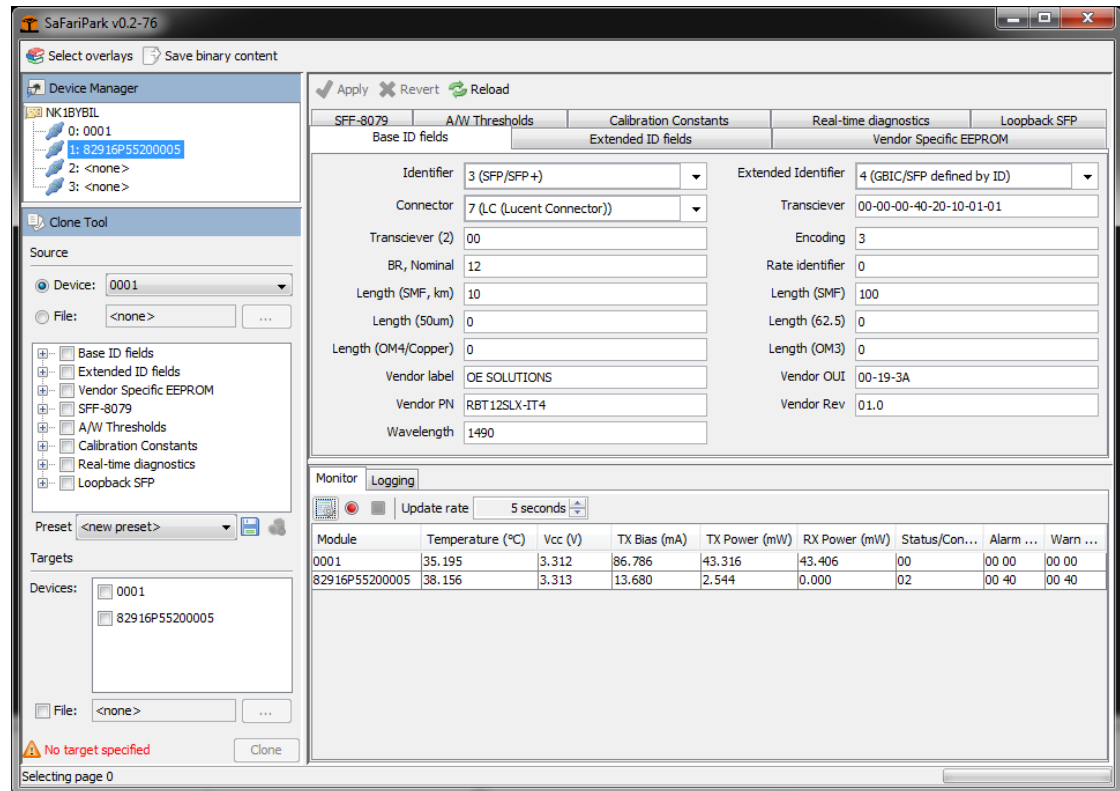 SaFariPark v0.2-76
Select overlays Save binary content
Device Manager
NK1BYBIL
0: 0001
1: 82916P55200005
2: <none>
3: <none>
Clone Tool
Source
Device: 0001
File: <none> ...
Base ID fields
Extended ID fields
Vendor Specific EEPROM
SFF-8079
A/W Thresholds
Calibration Constants
Real-time diagnostics
Loopback SFP
Preset <new preset>
Targets
Devices: 0001
82916P55200005
File: <none> ...
No target specified Clone
Apply Revert Reload
SFF-8079 A/W Thresholds Calibration Constants Real-time diagnostics Loopback SFP
Base ID fields Extended ID fields Vendor Specific EEPROM
Identifier 3 (SFP/SFP+) Extended Identifier 4 (GBIC/SFP defined by ID)
Connector 7 (LC (Lucent Connector)) Transciever 00-00-00-40-20-10-01-01
Transciever (2) 00 Encoding 3
BR, Nominal 12 Rate identifier 0
Length (SMF, km) 10 Length (SMF) 100
Length (50um) 0 Length (62.5) 0
Length (OM4/Copper) 0 Length (OM3) 0
Vendor label OE SOLUTIONS Vendor OUI 00-19-3A
Vendor PN RBT12SLX-IT4 Vendor Rev 01.0
Wavelength 1490
Monitor Logging
Update rate 5 seconds
Module Temperature (°C) Vcc (V) TX Bias (mA) TX Power (mW) RX Power (mW) Status/Con... Alarm ... Warn ...
0001 35.195 3.312 86.786 43.316 43.406 00 00 00 00 00
82916P55200005 38.156 3.313 13.680 2.544 0.000 02 00 40 00 40
Selecting page 0